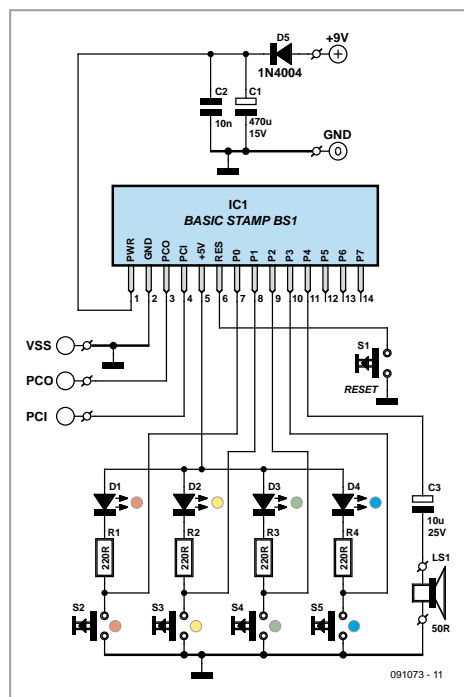 D5
+9V
1N4004
C2
10n
C1
470u
15V
GND
0
IC1
BASIC STAMP BS1
PWR
GND
PCO
PCI
+5V
RES
P0
P1
P2
P3
P4
P5
P6
P7
1
2
3
4
5
6
7
8
9
10
11
12
13
14
VSS
PCO
PCI
S1
RESET
D1
D2
D3
D4
R1
R2
R3
R4
220R
220R
220R
220R
C3
10u
25V
LS1
50R
S2
S3
S4
S5
091073 - 11